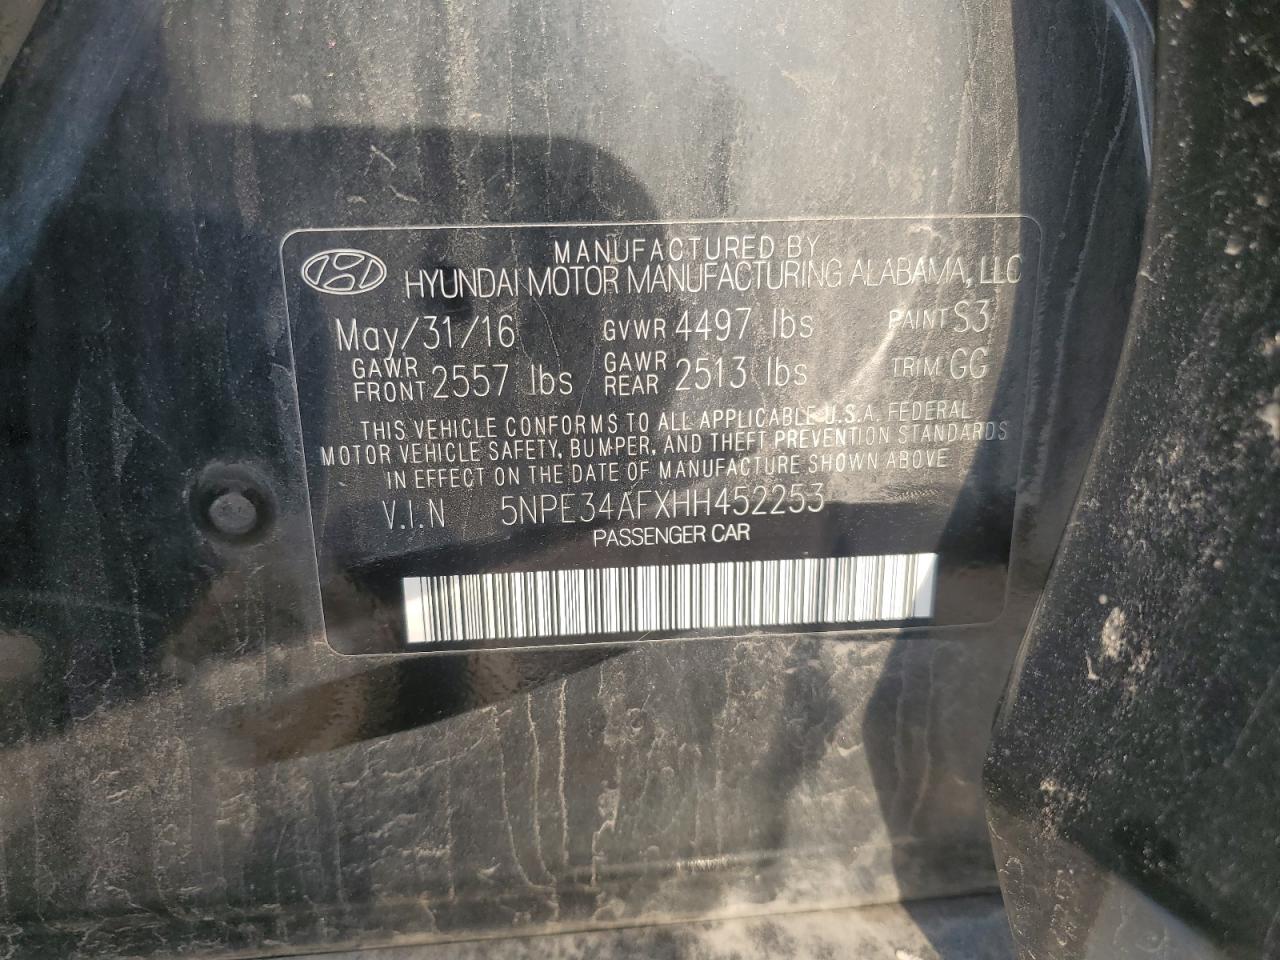 MANUFACTURED BY
HYUNDAI MOTOR MANUFACTURING ALABAMA, LLC
May/31/16 GVWR 4497 lbs PAINT S3
GAWR FRONT 2557 lbs GAWR REAR 2513 lbs TRIM GG
THIS VEHICLE CONFORMS TO ALL APPLICABLE U.S.A. FEDERAL
MOTOR VEHICLE SAFETY, BUMPER, AND THEFT PREVENTION STANDARDS
IN EFFECT ON THE DATE OF MANUFACTURE SHOWN ABOVE
V.I.N 5NPE34AFXHH452253
PASSENGER CAR